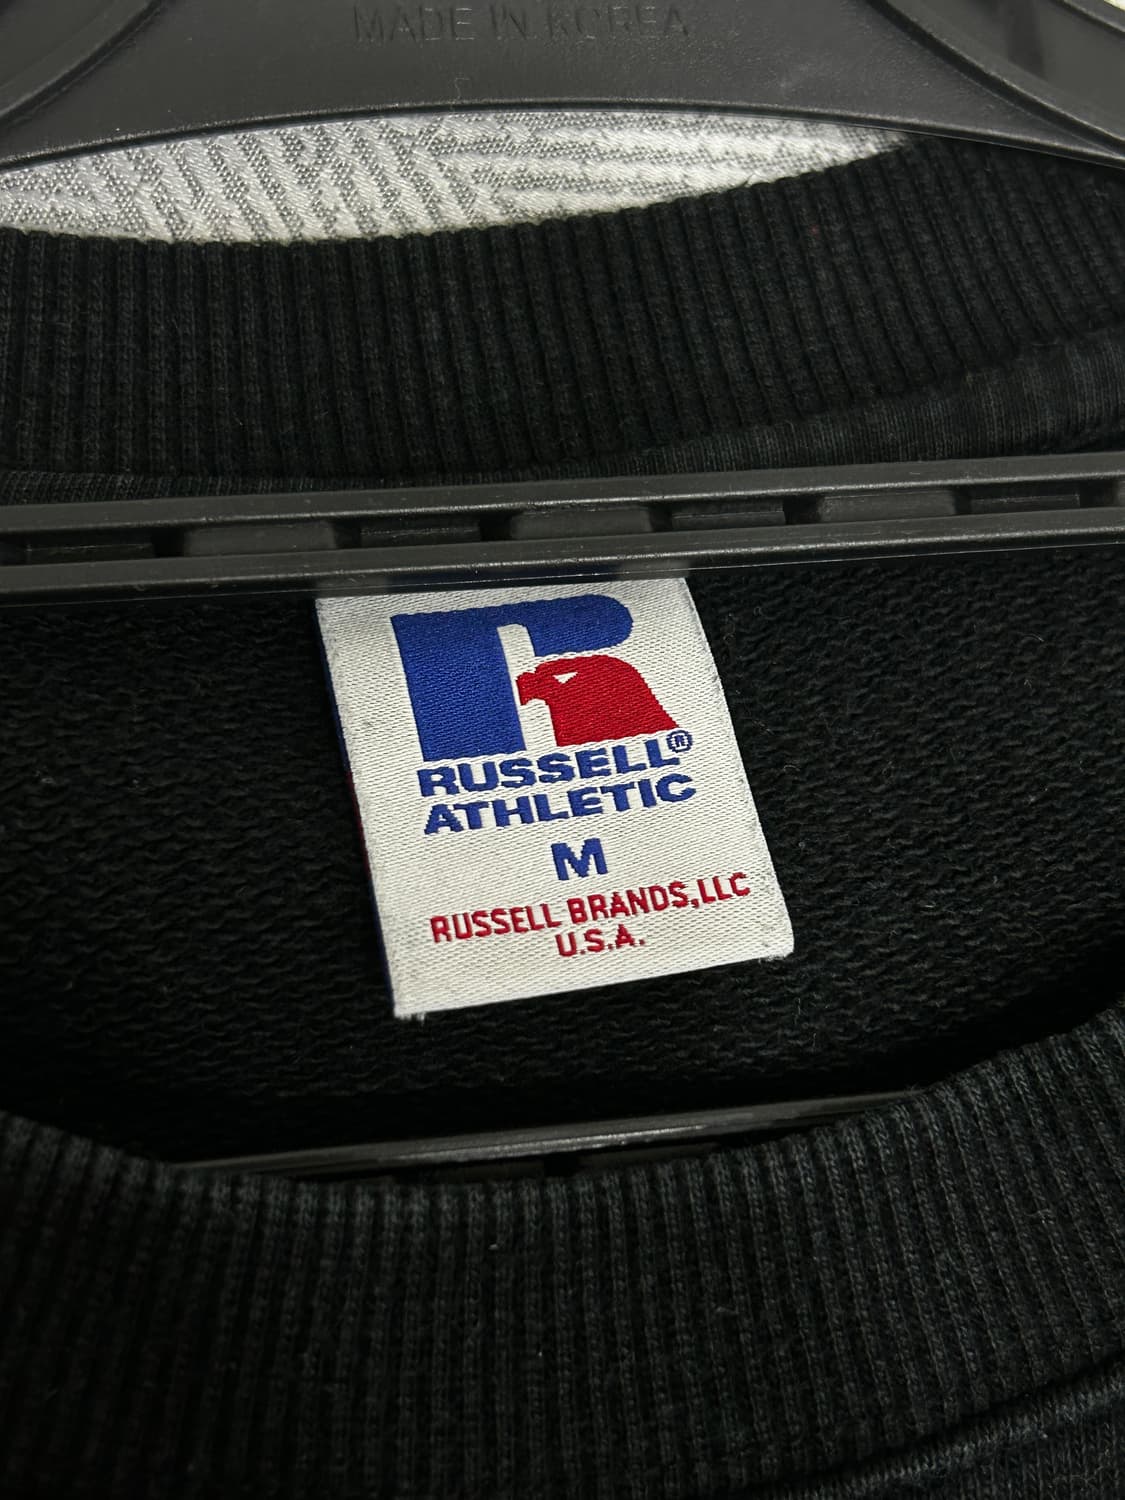 MADE IN KOREA
RUSSELL®
ATHLETIC
M
RUSSELL BRANDS,LLC
U.S.A.